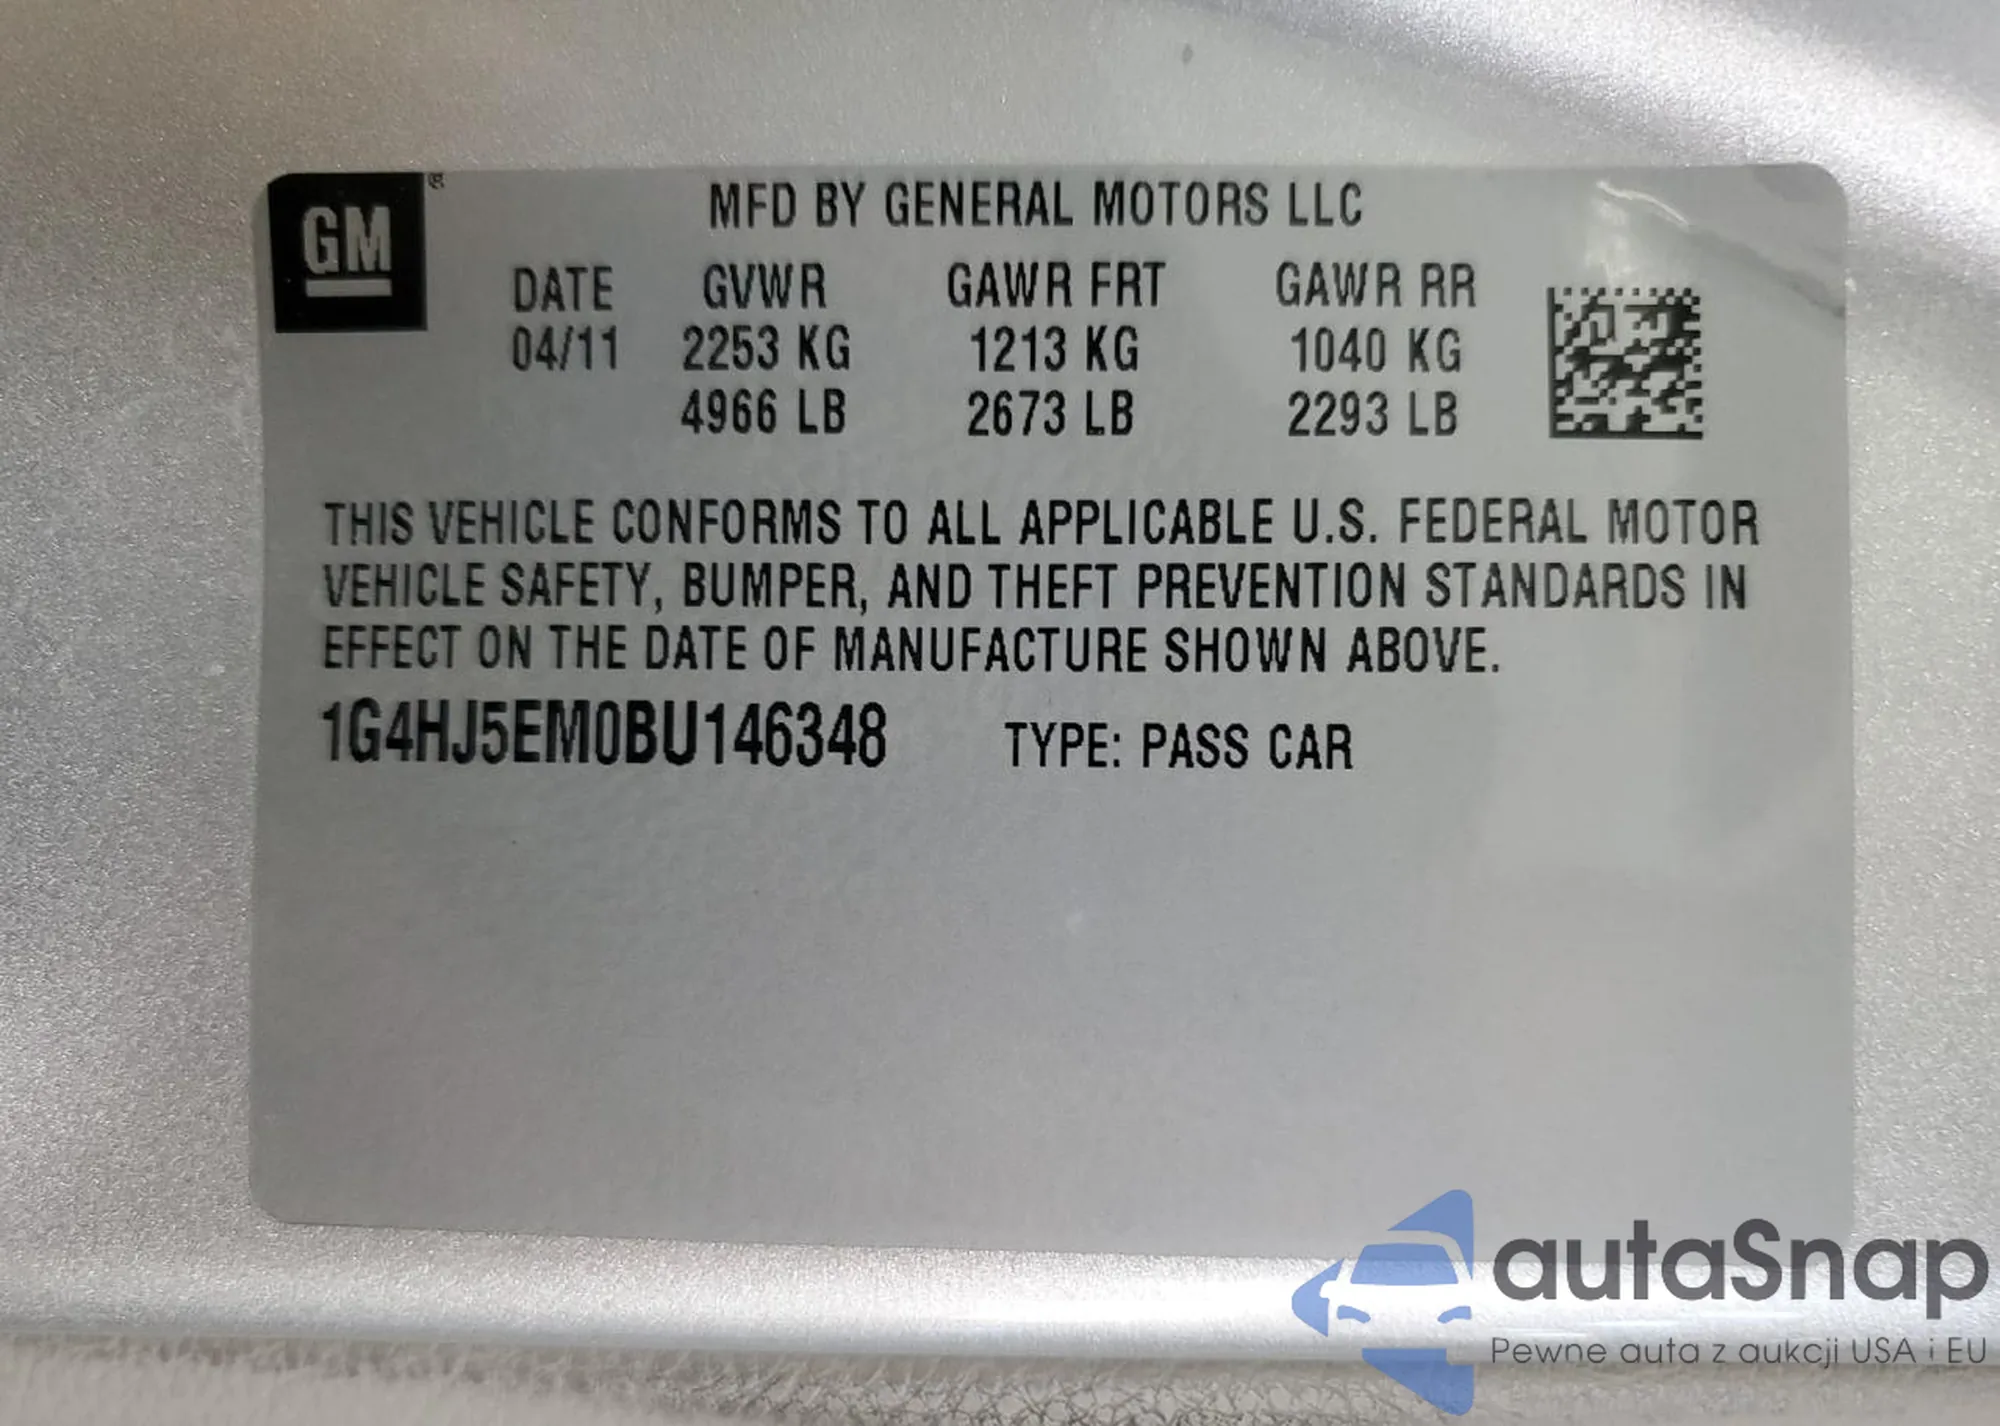 GM ®
MFD BY GENERAL MOTORS LLC
DATE GVWR GAWR FRT GAWR RR
04/11 2253 KG 1213 KG 1040 KG
4966 LB 2673 LB 2293 LB
THIS VEHICLE CONFORMS TO ALL APPLICABLE U.S. FEDERAL MOTOR
VEHICLE SAFETY, BUMPER, AND THEFT PREVENTION STANDARDS IN
EFFECT ON THE DATE OF MANUFACTURE SHOWN ABOVE.
1G4HJ5EM0BU146348 TYPE: PASS CAR
autaSnap
Pewne auta z aukcji USA i EU